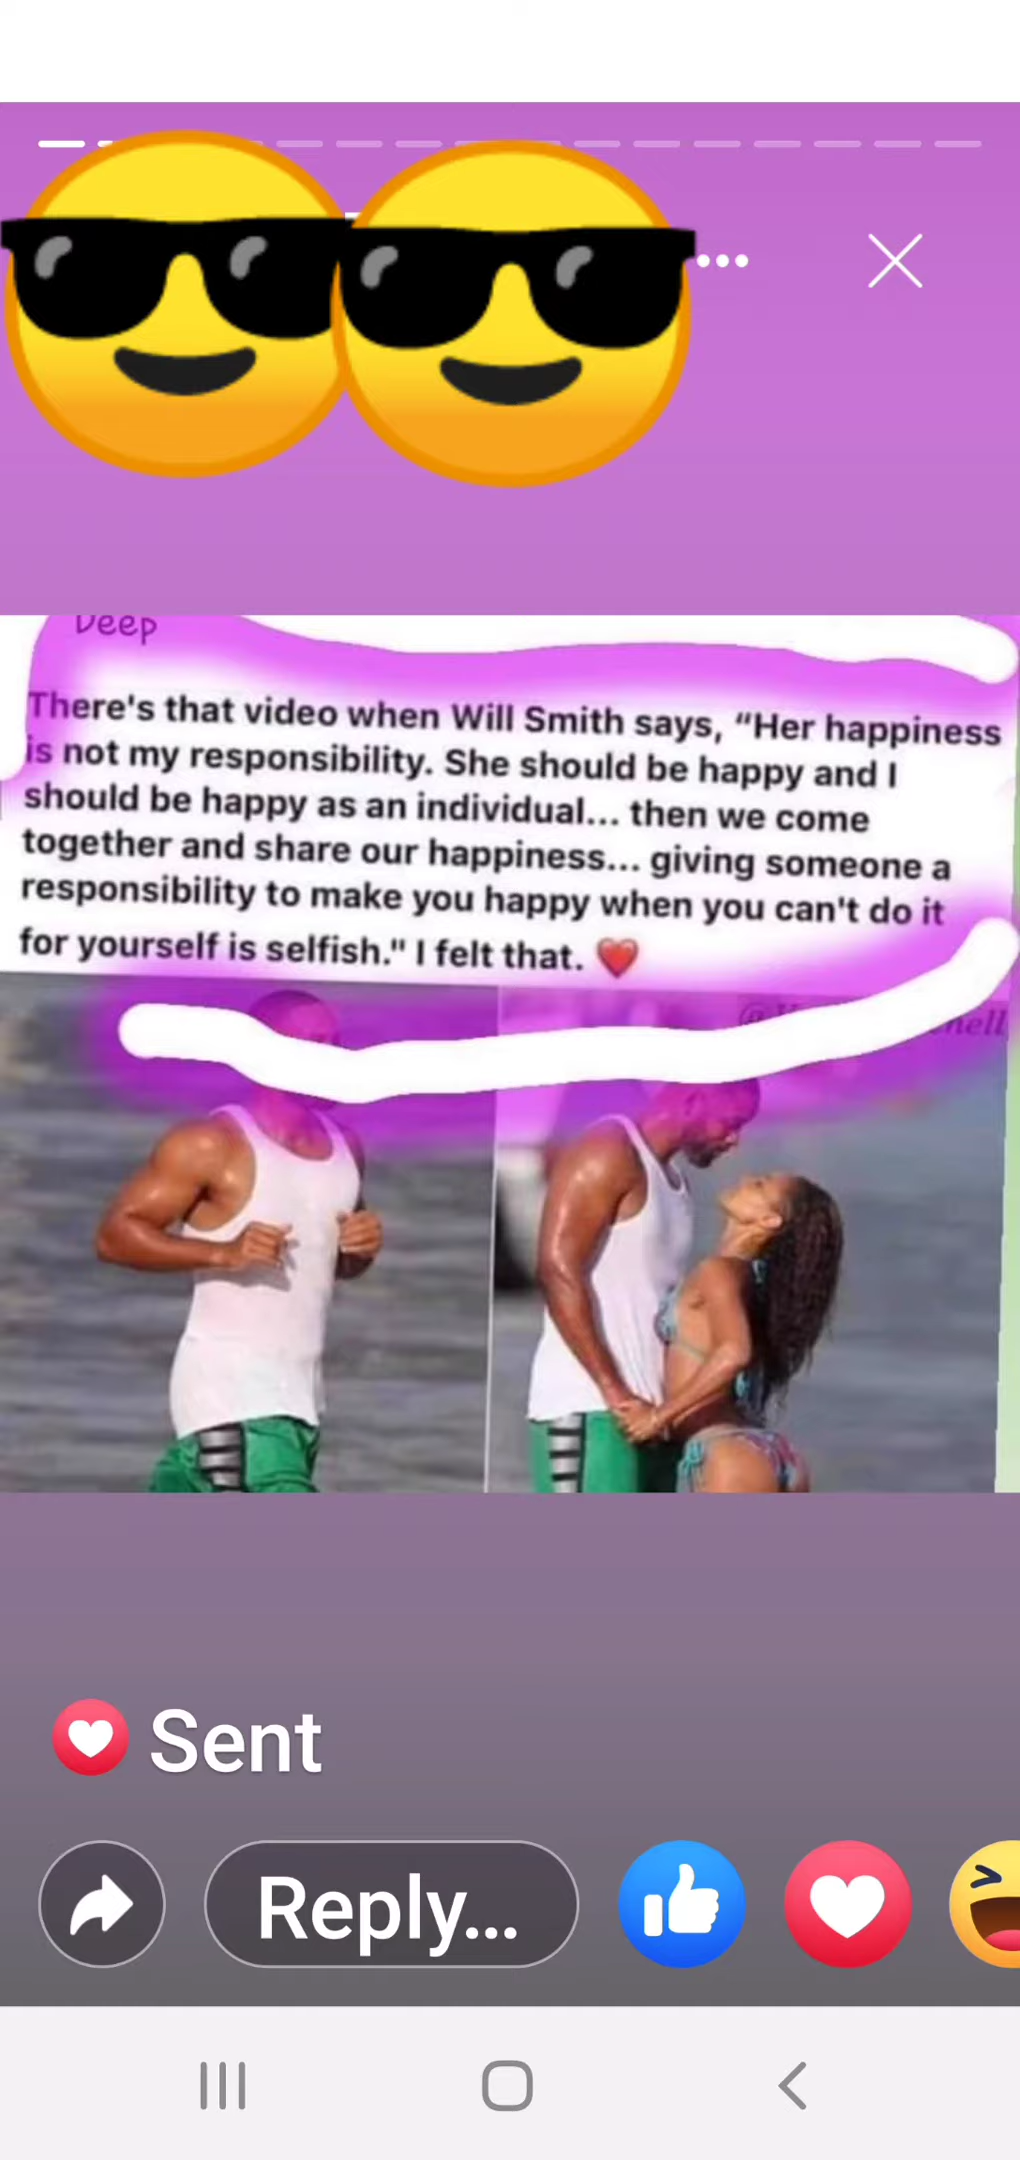 Deep
There's that video when Will Smith says, “Her happiness
is not my responsibility. She should be happy and I
should be happy as an individual... then we come
together and share our happiness... giving someone a
responsibility to make you happy when you can't do it
for yourself is selfish." I felt that. ❤️
Sent
Reply...